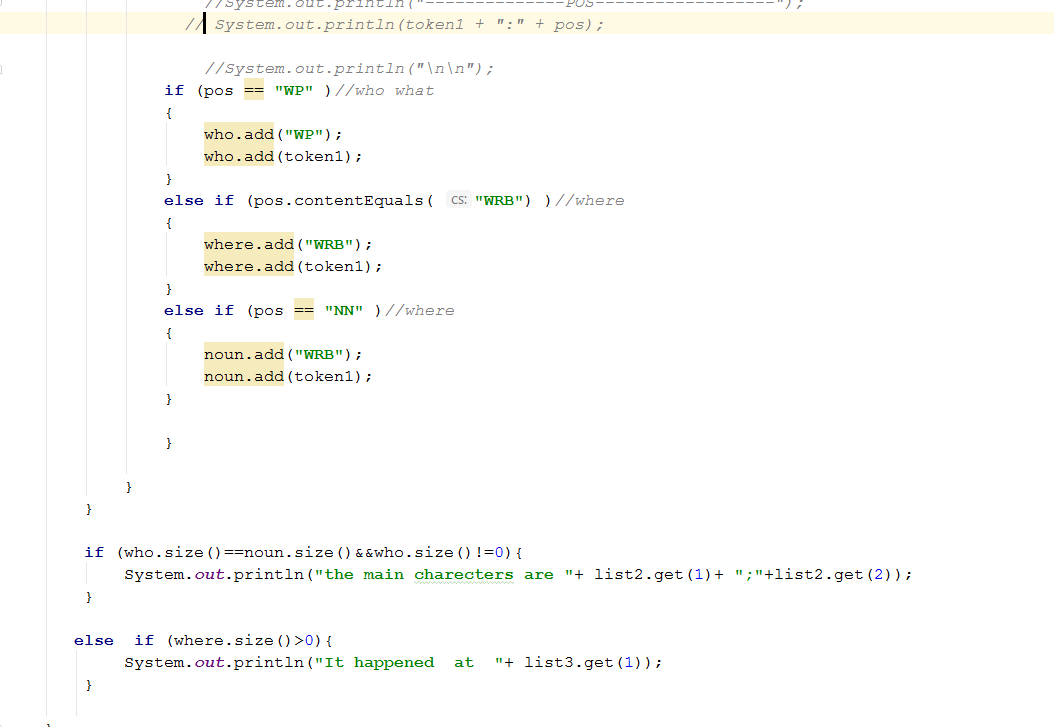 //System.out.println("--------------POS------------------");
// System.out.println(token1 + ":" + pos);
//System.out.println("\n\n");
if (pos == "WP" )//who what
{
who.add("WP");
who.add(token1);
}
else if (pos.contentEquals( cs: "WRB") )//where
{
where.add("WRB");
where.add(token1);
}
else if (pos == "NN" )//where
{
noun.add("WRB");
noun.add(token1);
}
}
}
}
if (who.size()==noun.size()&&who.size()!=0){
System.out.println("the main charecters are "+ list2.get(1)+ ";"+list2.get(2));
}
else  if (where.size()>0){
System.out.println("It happened  at  "+ list3.get(1));
}